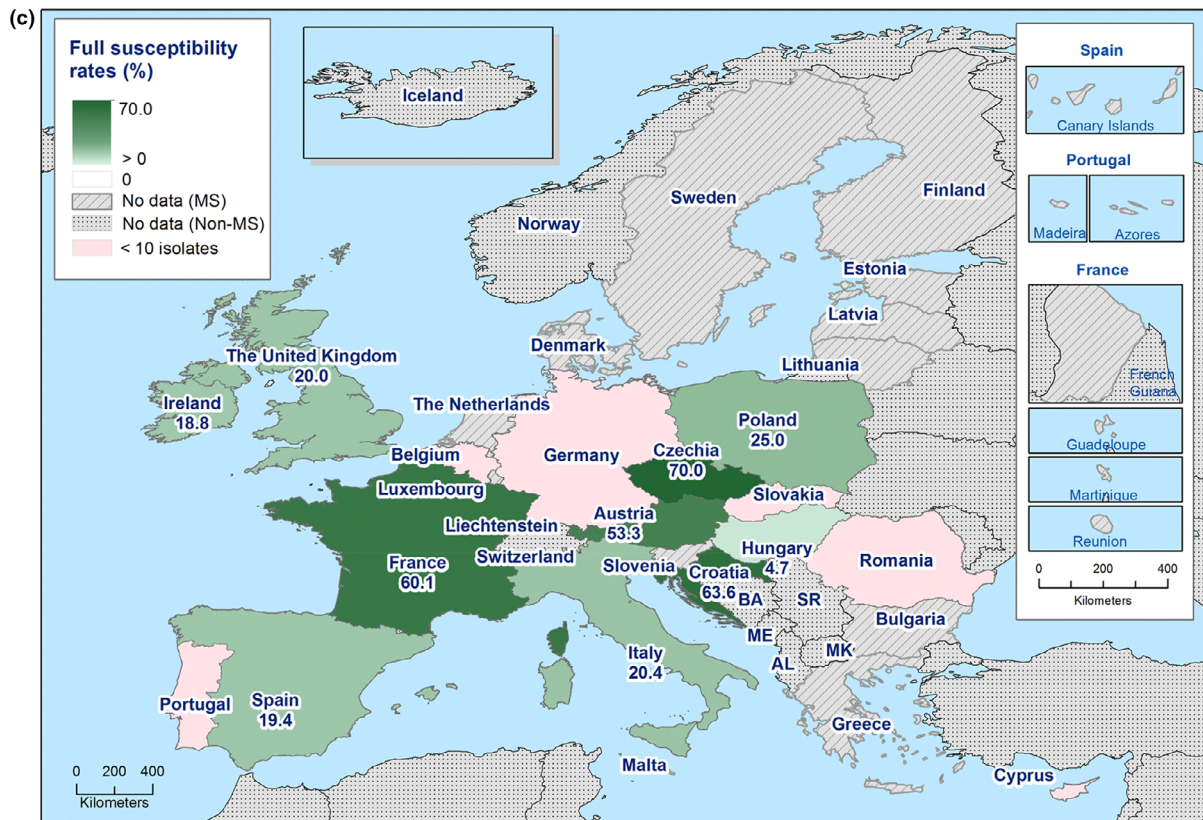 (c)
Full susceptibility
rates (%)
70.0
> 0
0
No data (MS)
No data (Non-MS)
< 10 isolates
Iceland
Norway
Sweden
Finland
Estonia
Latvia
Lithuania
Denmark
The United Kingdom
20.0
Ireland
18.8
The Netherlands
Poland
25.0
Belgium
Germany
Czechia
70.0
Luxembourg
Slovakia
Liechtenstein
Austria
53.3
Switzerland
Hungary
4.7
France
60.1
Slovenia
Croatia
63.6
Romania
BA
SR
Bulgaria
ME
MK
AL
Italy
20.4
Portugal
Spain
19.4
Greece
Malta
Cyprus
0 200 400
Kilometers
Spain
Canary Islands
Portugal
Madeira
Azores
France
French
Guiana
Guadeloupe
Martinique
Reunion
0 200 400
Kilometers